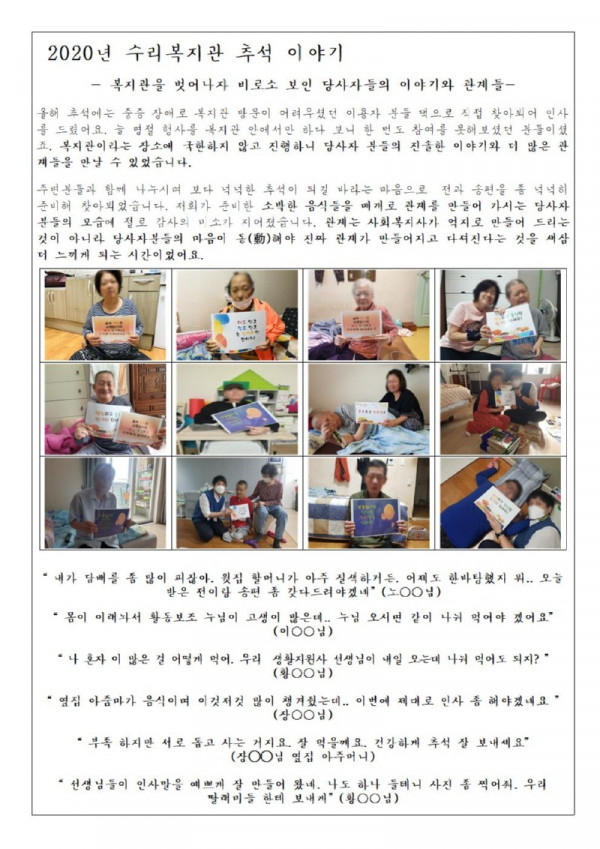 2020년 수리복지관 추석 이야기
- 복지관을 벗어나자 비로소 보인 당사자들의 이야기와 관계들-
올해 추석에는 중증 장애로 복지관 방문이 어려우셨던 이용자 분들 댁으로 직접 찾아뵈어 인사
를 드렸어요. 늘 명절 행사를 복지관 안에서만 하다 보니 한 번도 참여를 못해보셨던 분들이셨
죠. 복지관이라는 장소에 국한하지 않고 진행하니 당사자 분들의 진솔한 이야기와 더 많은 관
계들을 만날 수 있었습니다.
주변분들과 함께 나누시며 보다 넉넉한 추석이 되길 바라는 마음으로 전과 송편을 좀 넉넉히
준비해 찾아뵈었습니다. 저희가 준비한 소박한 음식들을 매개로 관계를 만들어 가시는 당사자
분들의 모습에 절로 감사의 미소가 지어졌습니다. 관계는 사회복지사가 억지로 만들어 드리는
것이 아니라 당사자분들의 마음이 동(動)해야 진짜 관계가 만들어지고 다져진다는 것을 새삼
더 느끼게 되는 시간이었어요.
“ 내가 담배를 좀 많이 피잖아. 윗집 할머니가 아주 질색하거든. 어제도 한바탕했지 뭐.. 오늘
받은 전이랑 송편 좀 갖다드려야겠네” (노○○님)
“ 몸이 이래놔서 활동보조 누님이 고생이 많은데.. 누님 오시면 같이 나눠 먹어야 겠어요”
(이○○님)
“ 나 혼자 이 많은 걸 어떻게 먹어. 우리 생활지원사 선생님이 내일 오는데 나눠 먹어도 되지?”
(황○○님)
“ 옆집 아줌마가 음식이며 이것저것 많이 챙겨줬는데.. 이번에 제대로 인사 좀 해야겠네요 ”
(장○○님)
“ 부족 하지만 서로 돕고 사는 거지요. 잘 먹을께요. 건강하게 추석 잘 보내세요”
(장○○님 옆집 아주머니)
“ 선생님들이 인사말을 예쁘게 잘 만들어 왔네. 나도 하나 들테니 사진 좀 찍어줘. 우리
딸래미들 한테 보내게” (황○○님)